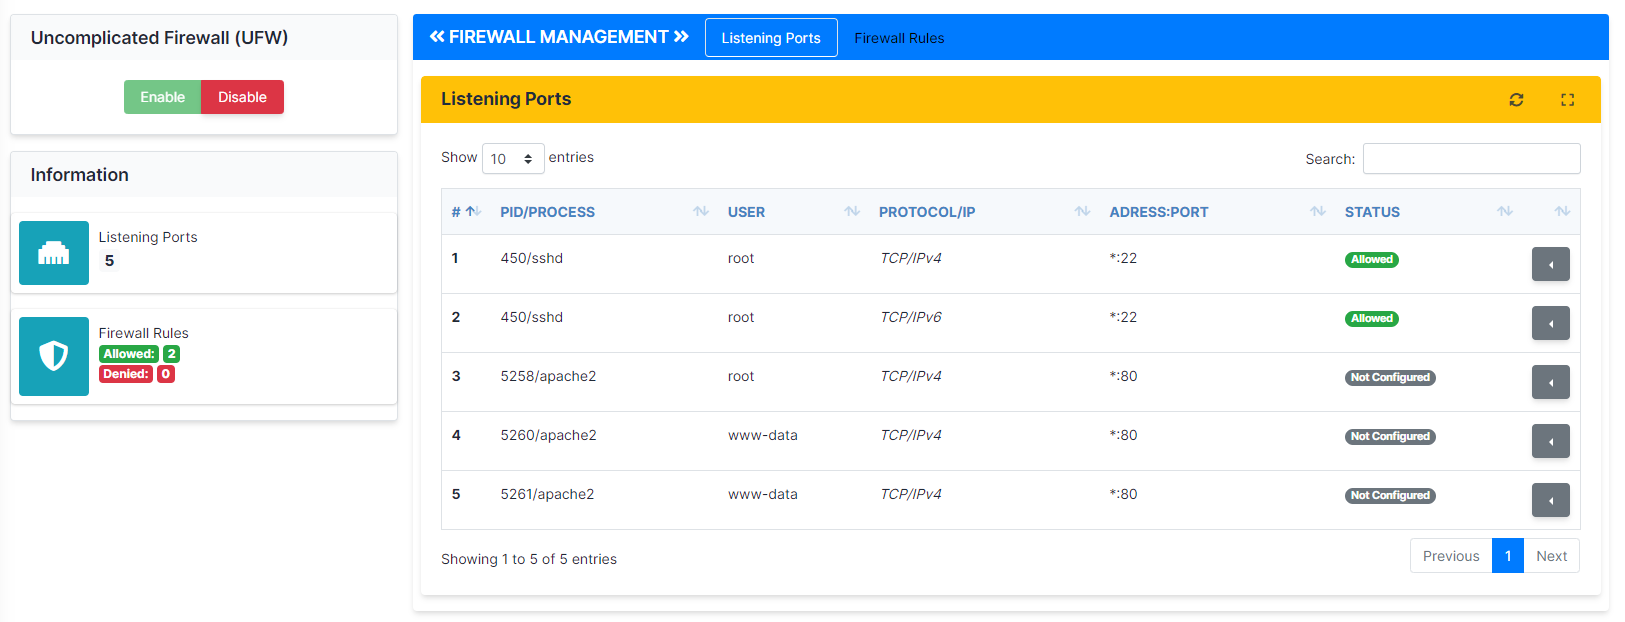 Uncomplicated Firewall (UFW)
Enable Disable
Information
Listening Ports
5
Firewall Rules
Allowed: 2
Denied: 0
« FIREWALL MANAGEMENT » Listening Ports Firewall Rules
Listening Ports
Show 10 entries Search:
# PID/PROCESS USER PROTOCOL/IP ADRESS:PORT STATUS
1 450/sshd root TCP/IPv4 *:22 Allowed
2 450/sshd root TCP/IPv6 *:22 Allowed
3 5258/apache2 root TCP/IPv4 *:80 Not Configured
4 5260/apache2 www-data TCP/IPv4 *:80 Not Configured
5 5261/apache2 www-data TCP/IPv4 *:80 Not Configured
Showing 1 to 5 of 5 entries Previous 1 Next